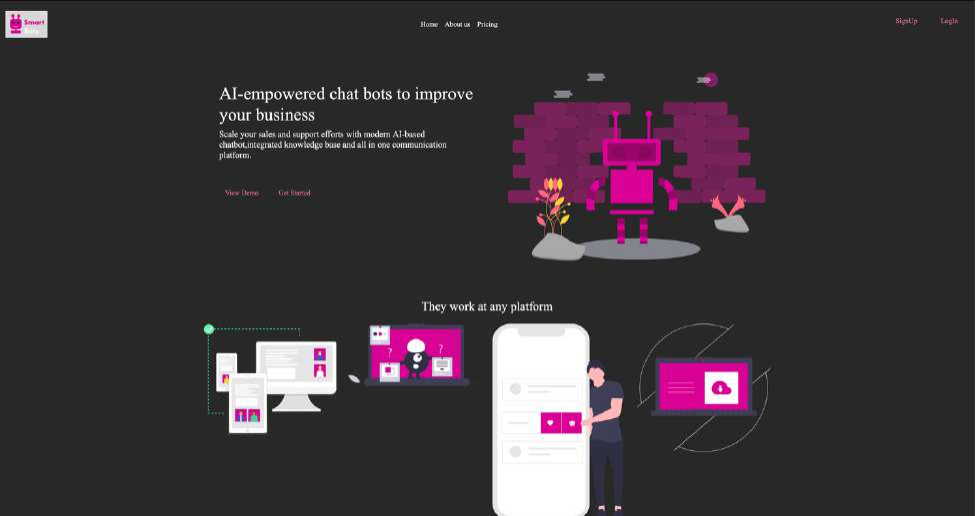 Smart
Bots
Home About us Pricing
SignUp LogIn
AI-empowered chat bots to improve
your business
Scale your sales and support efforts with modern AI-based
chatbot,integrated knowledge base and all in one communication
platform.
View Demo Get Started
They work at any platform
? ?